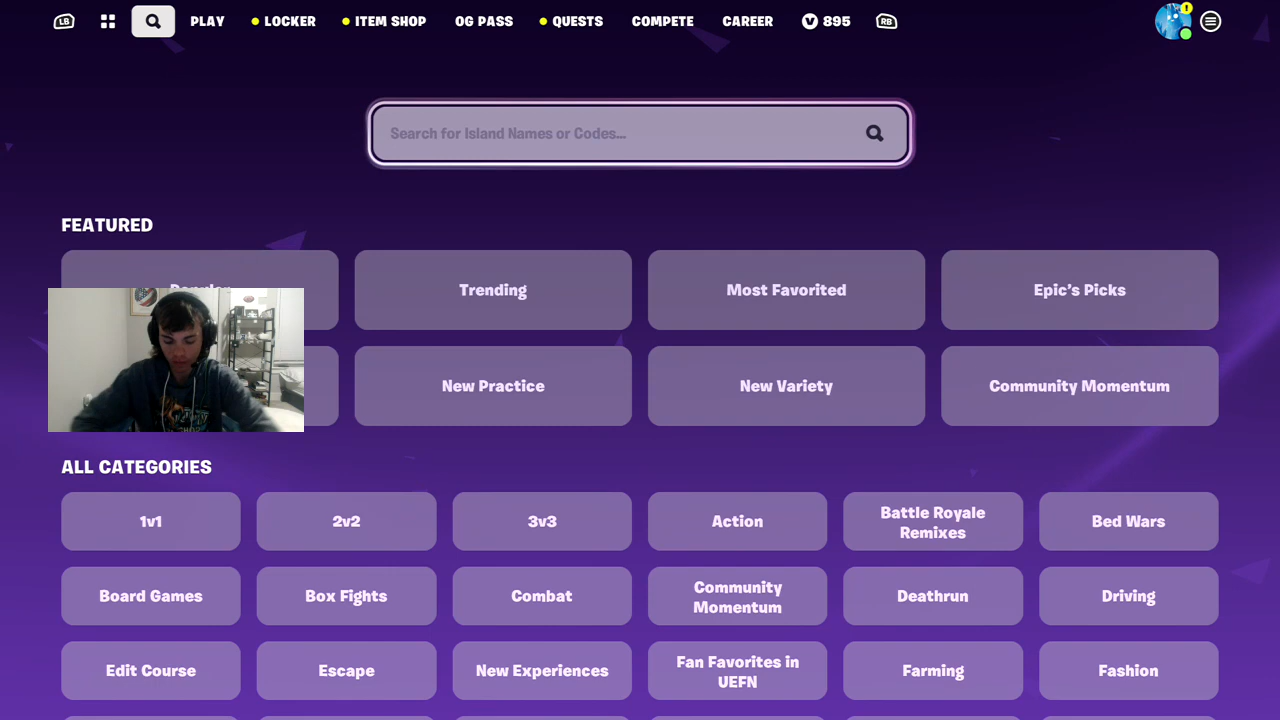 LB
PLAY
LOCKER
ITEM SHOP
OG PASS
QUESTS
COMPETE
CAREER
V 895
RB
!
Search for Island Names or Codes...
FEATURED
Trending
Most Favorited
Epic's Picks
New Practice
New Variety
Community Momentum
ALL CATEGORIES
1v1
2v2
3v3
Action
Battle Royale
Remixes
Bed Wars
Board Games
Box Fights
Combat
Community
Momentum
Deathrun
Driving
Edit Course
Escape
New Experiences
Fan Favorites in
UEFN
Farming
Fashion